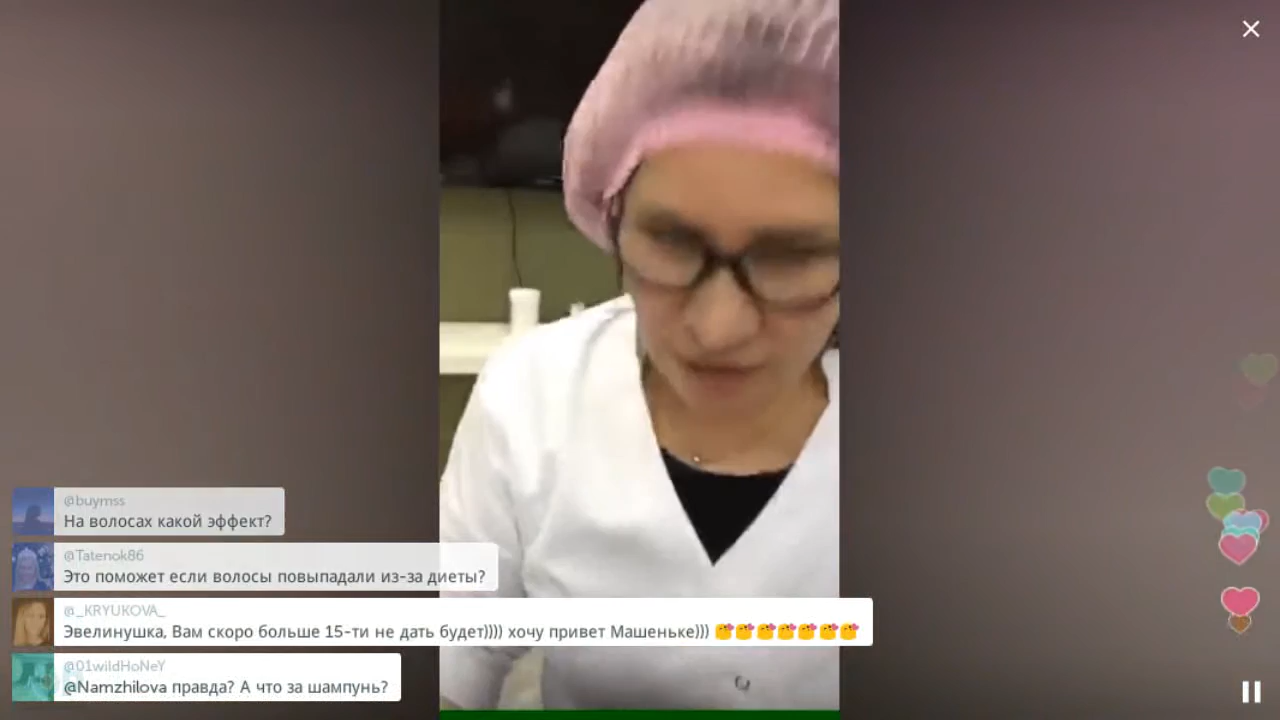 @buymss
На волосах какой эффект?
@Tatenok86
Это поможет если волосы повыпадали из-за диеты?
@_KRYUKOVA_
Эвелинушка, Вам скоро больше 15-ти не дать будет)))) хочу привет Машеньке))) 😽😽😽😽😽😽😽
@01wildHoNeY
@Namzhilova правда? А что за шампунь?